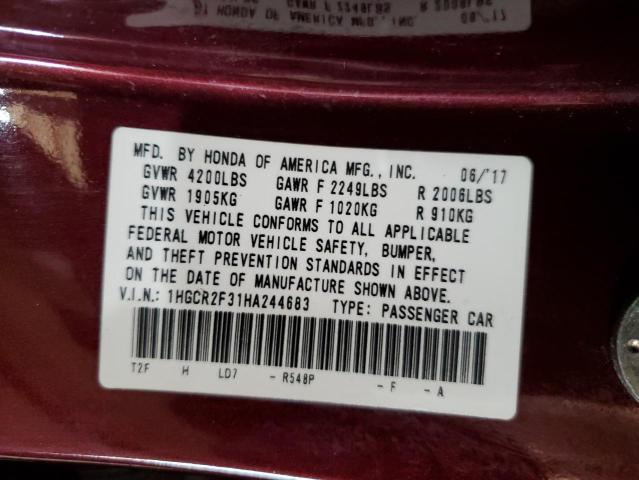 MFD. BY HONDA OF AMERICA MFG., INC. 06/'17
GVWR 4200LBS GAWR F 2249LBS R 2006LBS
GVWR 1905KG GAWR F 1020KG R 910KG
THIS VEHICLE CONFORMS TO ALL APPLICABLE
FEDERAL MOTOR VEHICLE SAFETY, BUMPER,
AND THEFT PREVENTION STANDARDS IN EFFECT
ON THE DATE OF MANUFACTURE SHOWN ABOVE.
V.I.N.: 1HGCR2F31HA244683 TYPE: PASSENGER CAR
T2F H LD7 - R548P - F - A